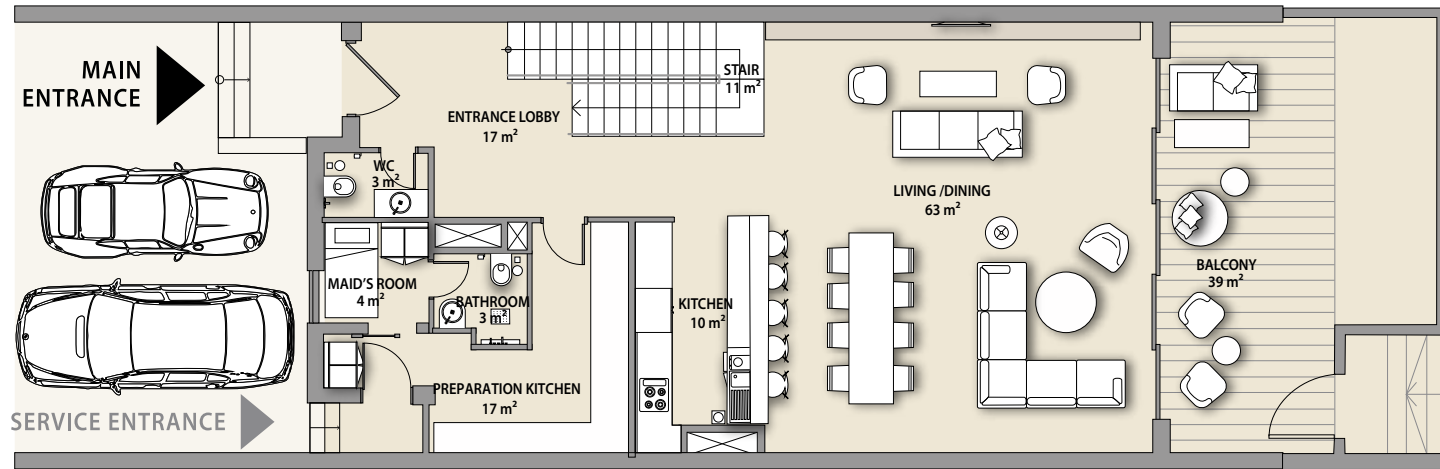 MAIN
ENTRANCE
STAIR
11 m²
ENTRANCE LOBBY
17 m²
WC
3 m²
LIVING /DINING
63 m²
MAID'S ROOM
4 m²
BATHROOM
3 m²
KITCHEN
10 m²
BALCONY
39 m²
PREPARATION KITCHEN
17 m²
SERVICE ENTRANCE